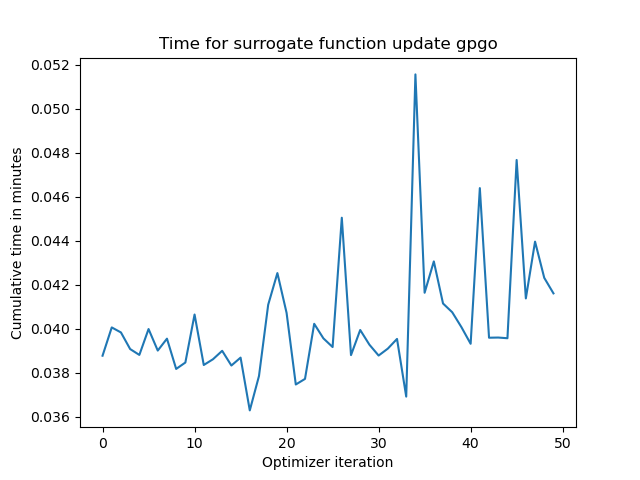 Time for surrogate function update gpgo
0.052
0.050
0.048
0.046
0.044
0.042
0.040
0.038
0.036
Cumulative time in minutes
0 10 20 30 40 50
Optimizer iteration